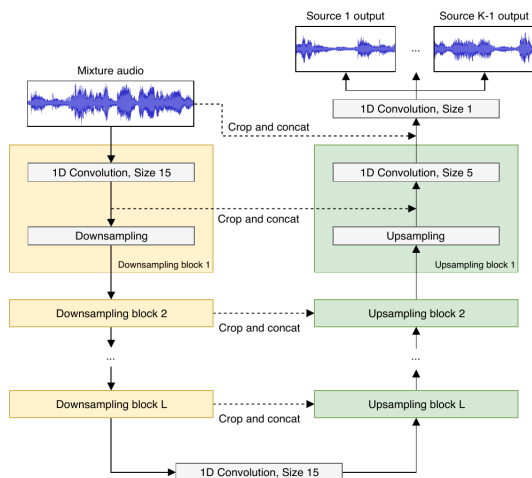 Source 1 output
Source K-1 output
...
Mixture audio
1D Convolution, Size 1
Crop and concat
1D Convolution, Size 15
1D Convolution, Size 5
Crop and concat
Downsampling
Upsampling
Downsampling block 1
Upsampling block 1
Downsampling block 2
Upsampling block 2
Crop and concat
...
...
Downsampling block L
Upsampling block L
Crop and concat
1D Convolution, Size 15